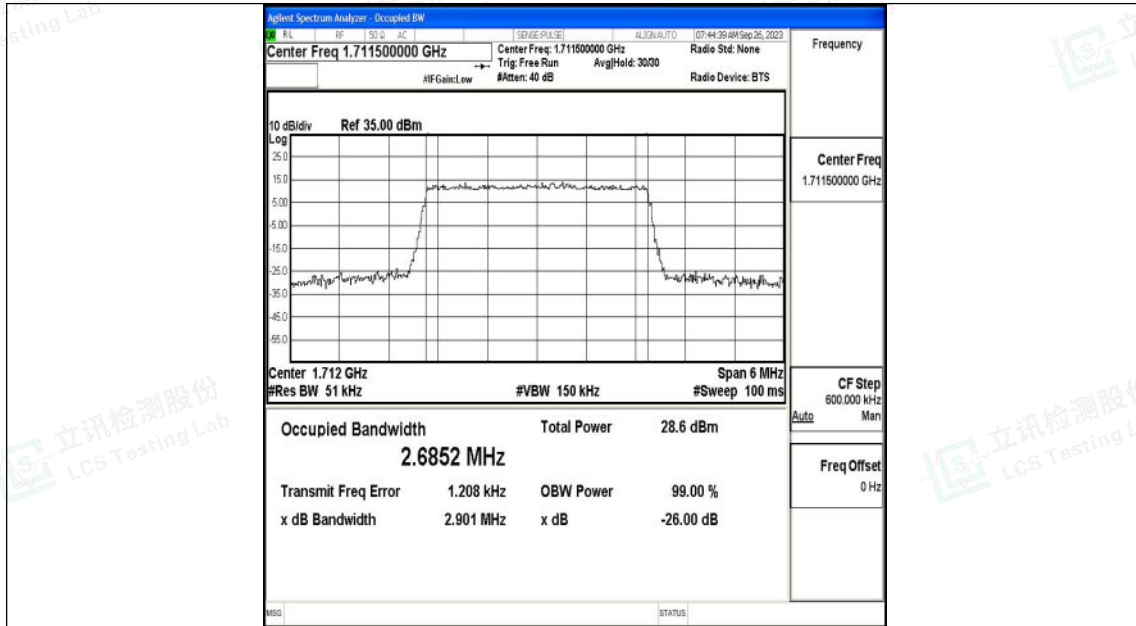 Agilent Spectrum Analyzer - Occupied BW
RL RF 50 Ω AC SENSE:PULSE ALIGNAUTO 07:44:39 AM Sep 26, 2023
Center Freq 1.711500000 GHz
Center Freq: 1.711500000 GHz
Radio Std: None
Trig: Free Run Avg|Hold: 30/30
#IFGain:Low
#Atten: 40 dB
Radio Device: BTS
Frequency
10 dB/div Ref 35.00 dBm
Log
25.0
15.0
5.00
-5.00
-15.0
-25.0
-35.0
-45.0
-55.0
Center 1.712 GHz
Span 6 MHz
#Res BW 51 kHz
#VBW 150 kHz
#Sweep 100 ms
Occupied Bandwidth
2.6852 MHz
Total Power 28.6 dBm
Transmit Freq Error 1.208 kHz
OBW Power 99.00 %
x dB Bandwidth 2.901 MHz
x dB -26.00 dB
Center Freq
1.711500000 GHz
CF Step
600.000 kHz
Auto Man
Freq Offset
0 Hz
MSG
STATUS
立讯检测股份
LCS Testing Lab
立讯检测股份
LCS Testing L
sting Lab
立